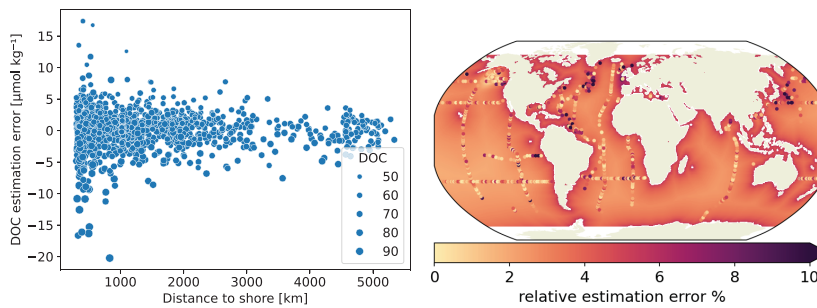 15
10
5
0
−5
−10
−15
−20
DOC estimation error [μmol kg⁻¹]
1000 2000 3000 4000 5000
Distance to shore [km]
DOC
50
60
70
80
90
0 2 4 6 8 10
relative estimation error %